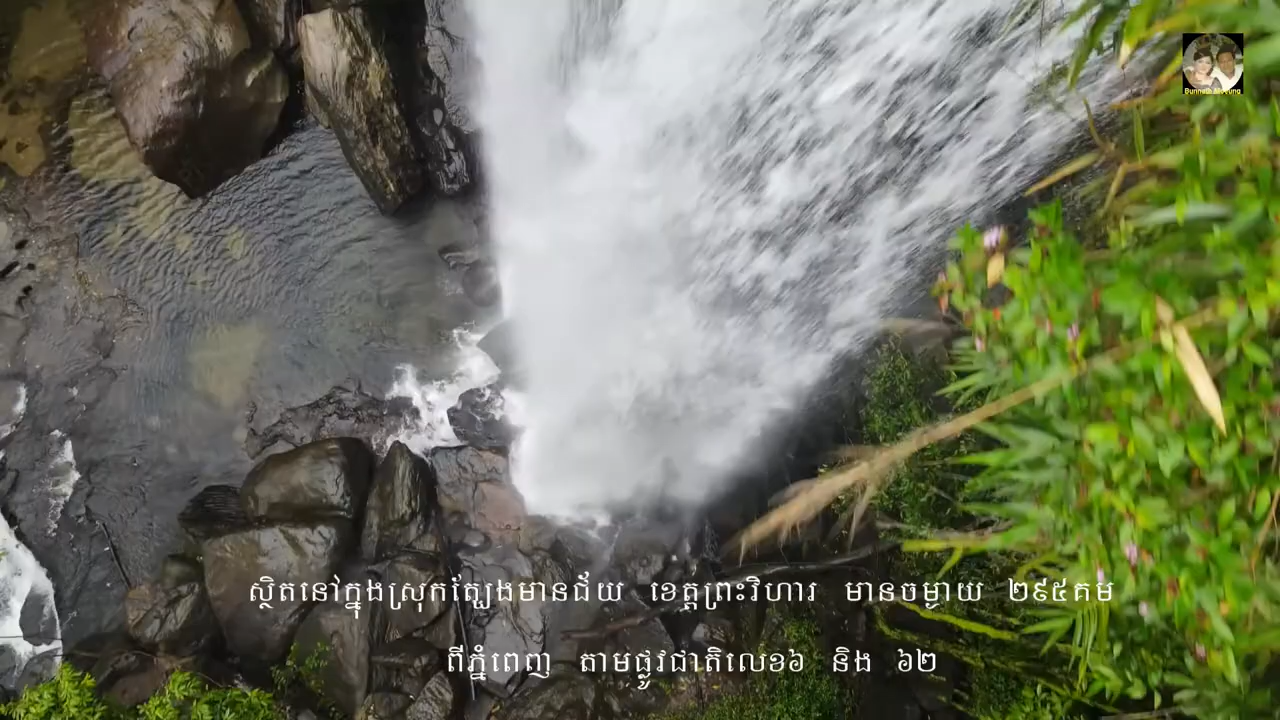 ស្ថិតនៅក្នុងស្រុកត្បែងមានជ័យ ខេត្តព្រះវិហារ មានចម្ងាយ ២៩៥គម
ពីភ្នំពេញ តាមផ្លូវជាតិលេខ៦ និង ៦២